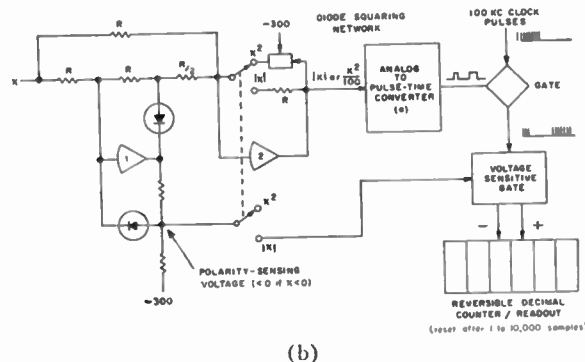 -300
DIODE SQUARING
NETWORK
100 KC CLOCK
PULSES
R
x²
x
R
R
R/2
|x|
R
|x| OR x²/100
ANALOG
TO
PULSE-TIME
CONVERTER
(a)
GATE
1
2
VOLTAGE
SENSITIVE
GATE
x²
|x|
- +
POLARITY-SENSING
VOLTAGE (<0 IF x<0)
-300
REVERSIBLE DECIMAL
COUNTER / READOUT
(reset after 1 to 10,000 samples)
(b)